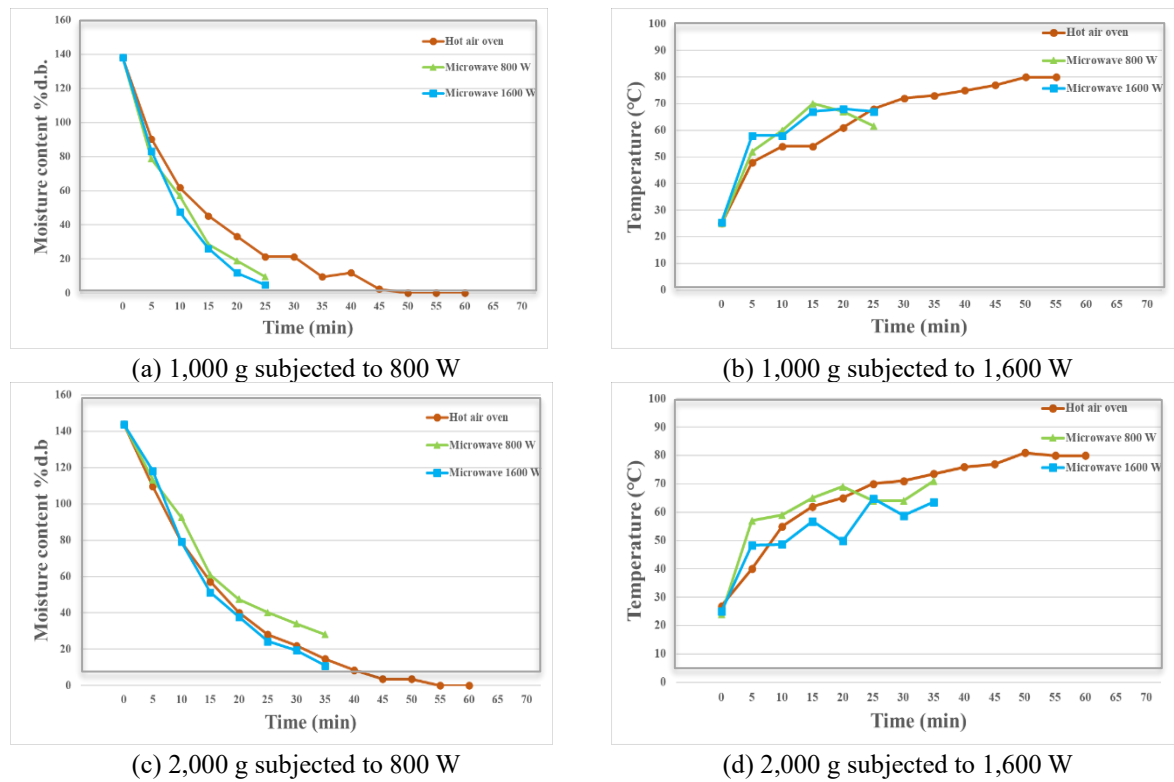 160
140
120
100
80
60
40
20
0
Moisture content %d.b.
Hot air oven
Microwave 800 W
Microwave 1600 W
0 5 10 15 20 25 30 35 40 45 50 55 60 65 70
Time (min)
(a) 1,000 g subjected to 800 W
100
90
80
70
60
50
40
30
20
10
0
Temperature (°C)
Hot air oven
Microwave 800 W
Microwave 1600 W
0 5 10 15 20 25 30 35 40 45 50 55 60 65 70
Time (min)
(b) 1,000 g subjected to 1,600 W
160
140
120
100
80
60
40
20
0
Moisture content %d.b
Hot air oven
Microwave 800 W
Microwave 1600 W
0 5 10 15 20 25 30 35 40 45 50 55 60 65 70
Time (min)
(c) 2,000 g subjected to 800 W
100
90
80
70
60
50
40
30
20
10
0
Temperature (°C)
Hot air oven
Microwave 800 W
Microwave 1600 W
0 5 10 15 20 25 30 35 40 45 50 55 60 65 70
Time (min)
(d) 2,000 g subjected to 1,600 W